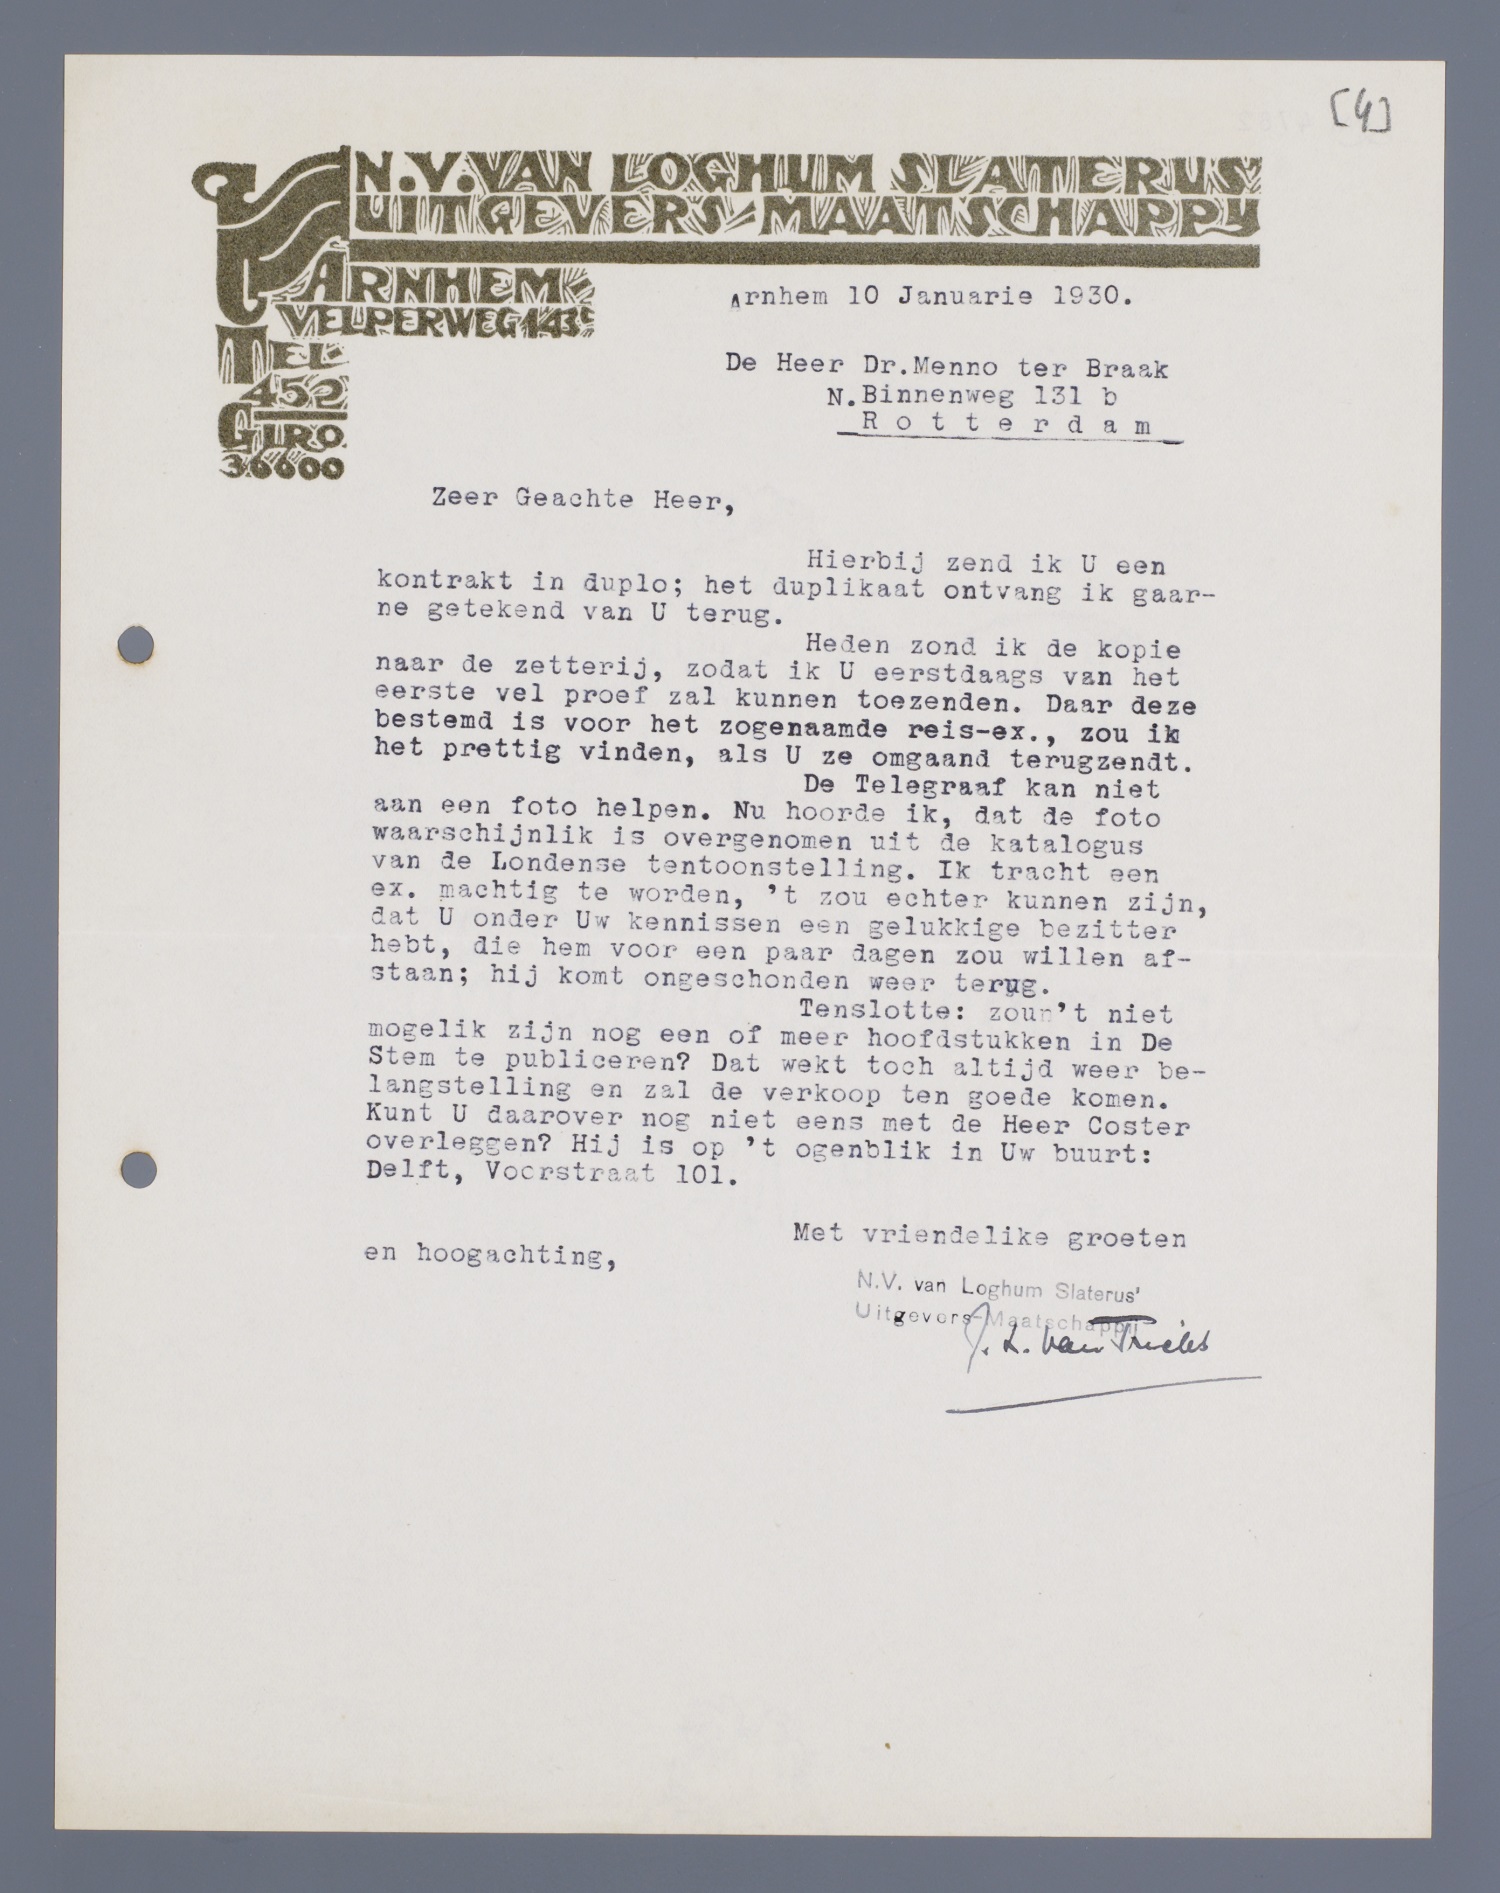 [4]
N.V. VAN LOGHUM SLATERUS'
UITGEVERS-MAATSCHAPPY
ARNHEM
VELPERWEG 143c
TEL.
452
GIRO
36600
Arnhem 10 Januarie 1930.
De Heer Dr.Menno ter Braak
N.Binnenweg 131 b
R o t t e r d a m
Zeer Geachte Heer,
Hierbij zend ik U een
kontrakt in duplo; het duplikaat ontvang ik gaar-
ne getekend van U terug.
Heden zond ik de kopie
naar de zetterij, zodat ik U eerstdaags van het
eerste vel proef zal kunnen toezenden. Daar deze
bestemd is voor het zogenaamde reis-ex., zou ik
het prettig vinden, als U ze omgaand terugzendt.
De Telegraaf kan niet
aan een foto helpen. Nu hoorde ik, dat de foto
waarschijnlik is overgenomen uit de katalogus
van de Londense tentoonstelling. Ik tracht een
ex. machtig te worden, 't zou echter kunnen zijn,
dat U onder Uw kennissen een gelukkige bezitter
hebt, die hem voor een paar dagen zou willen af-
staan; hij komt ongeschonden weer terug.
Tenslotte: zou 't niet
mogelik zijn nog een of meer hoofdstukken in De
Stem te publiceren? Dat wekt toch altijd weer be-
langstelling en zal de verkoop ten goede komen.
Kunt U daarover nog niet eens met de Heer Coster
overleggen? Hij is op 't ogenblik in Uw buurt:
Delft, Voorstraat 101.
Met vriendelike groeten
en hoogachting,
N.V. van Loghum Slaterus'
Uitgevers-Maatschappij
J. L. van Tricht